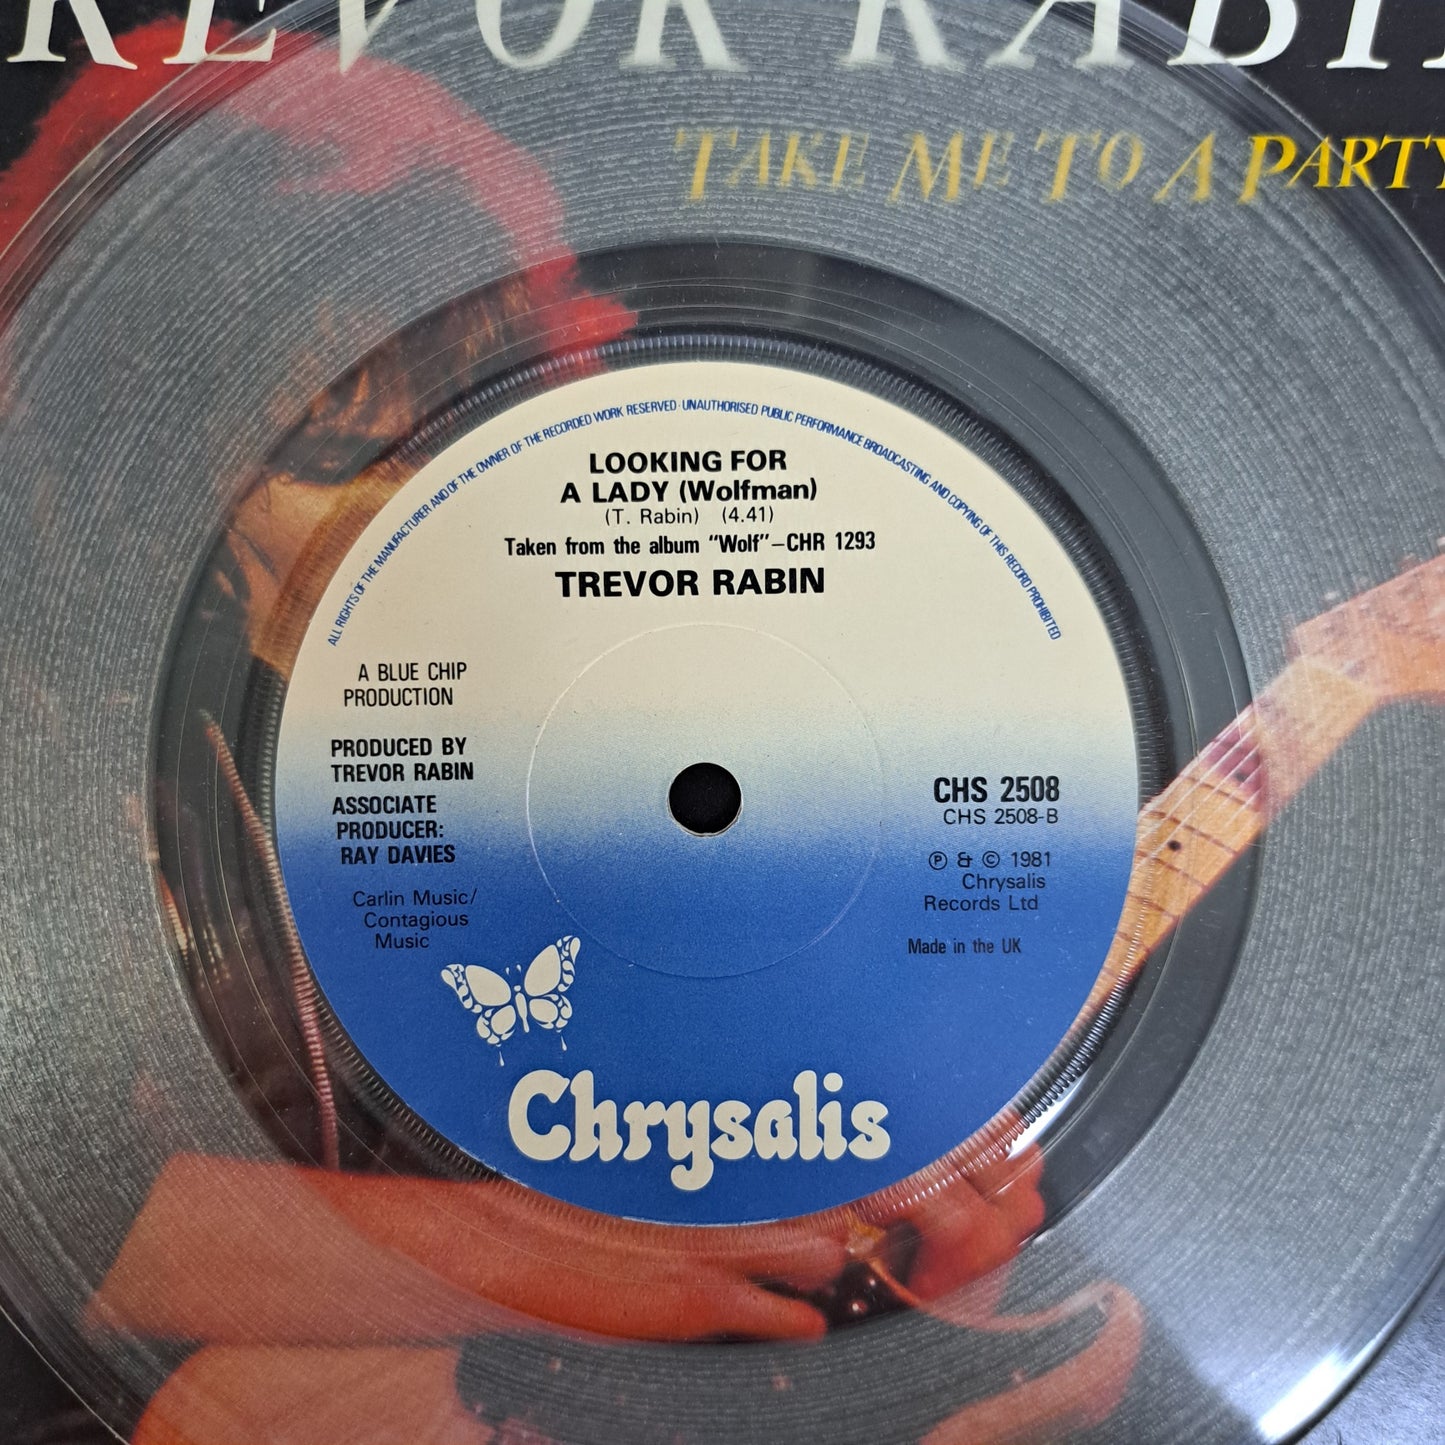 TREVOR RABIN
TAKE ME TO A PARTY
ALL RIGHTS OF THE MANUFACTURER AND OF THE OWNER OF THE RECORDED WORK RESERVED · UNAUTHORISED PUBLIC PERFORMANCE BROADCASTING AND COPYING OF THIS RECORD PROHIBITED
LOOKING FOR
A LADY (Wolfman)
(T. Rabin) (4.41)
Taken from the album "Wolf"–CHR 1293
TREVOR RABIN
A BLUE CHIP
PRODUCTION
PRODUCED BY
TREVOR RABIN
ASSOCIATE
PRODUCER:
RAY DAVIES
Carlin Music/
Contagious
Music
CHS 2508
CHS 2508-B
℗ & © 1981
Chrysalis
Records Ltd
Made in the UK
Chrysalis